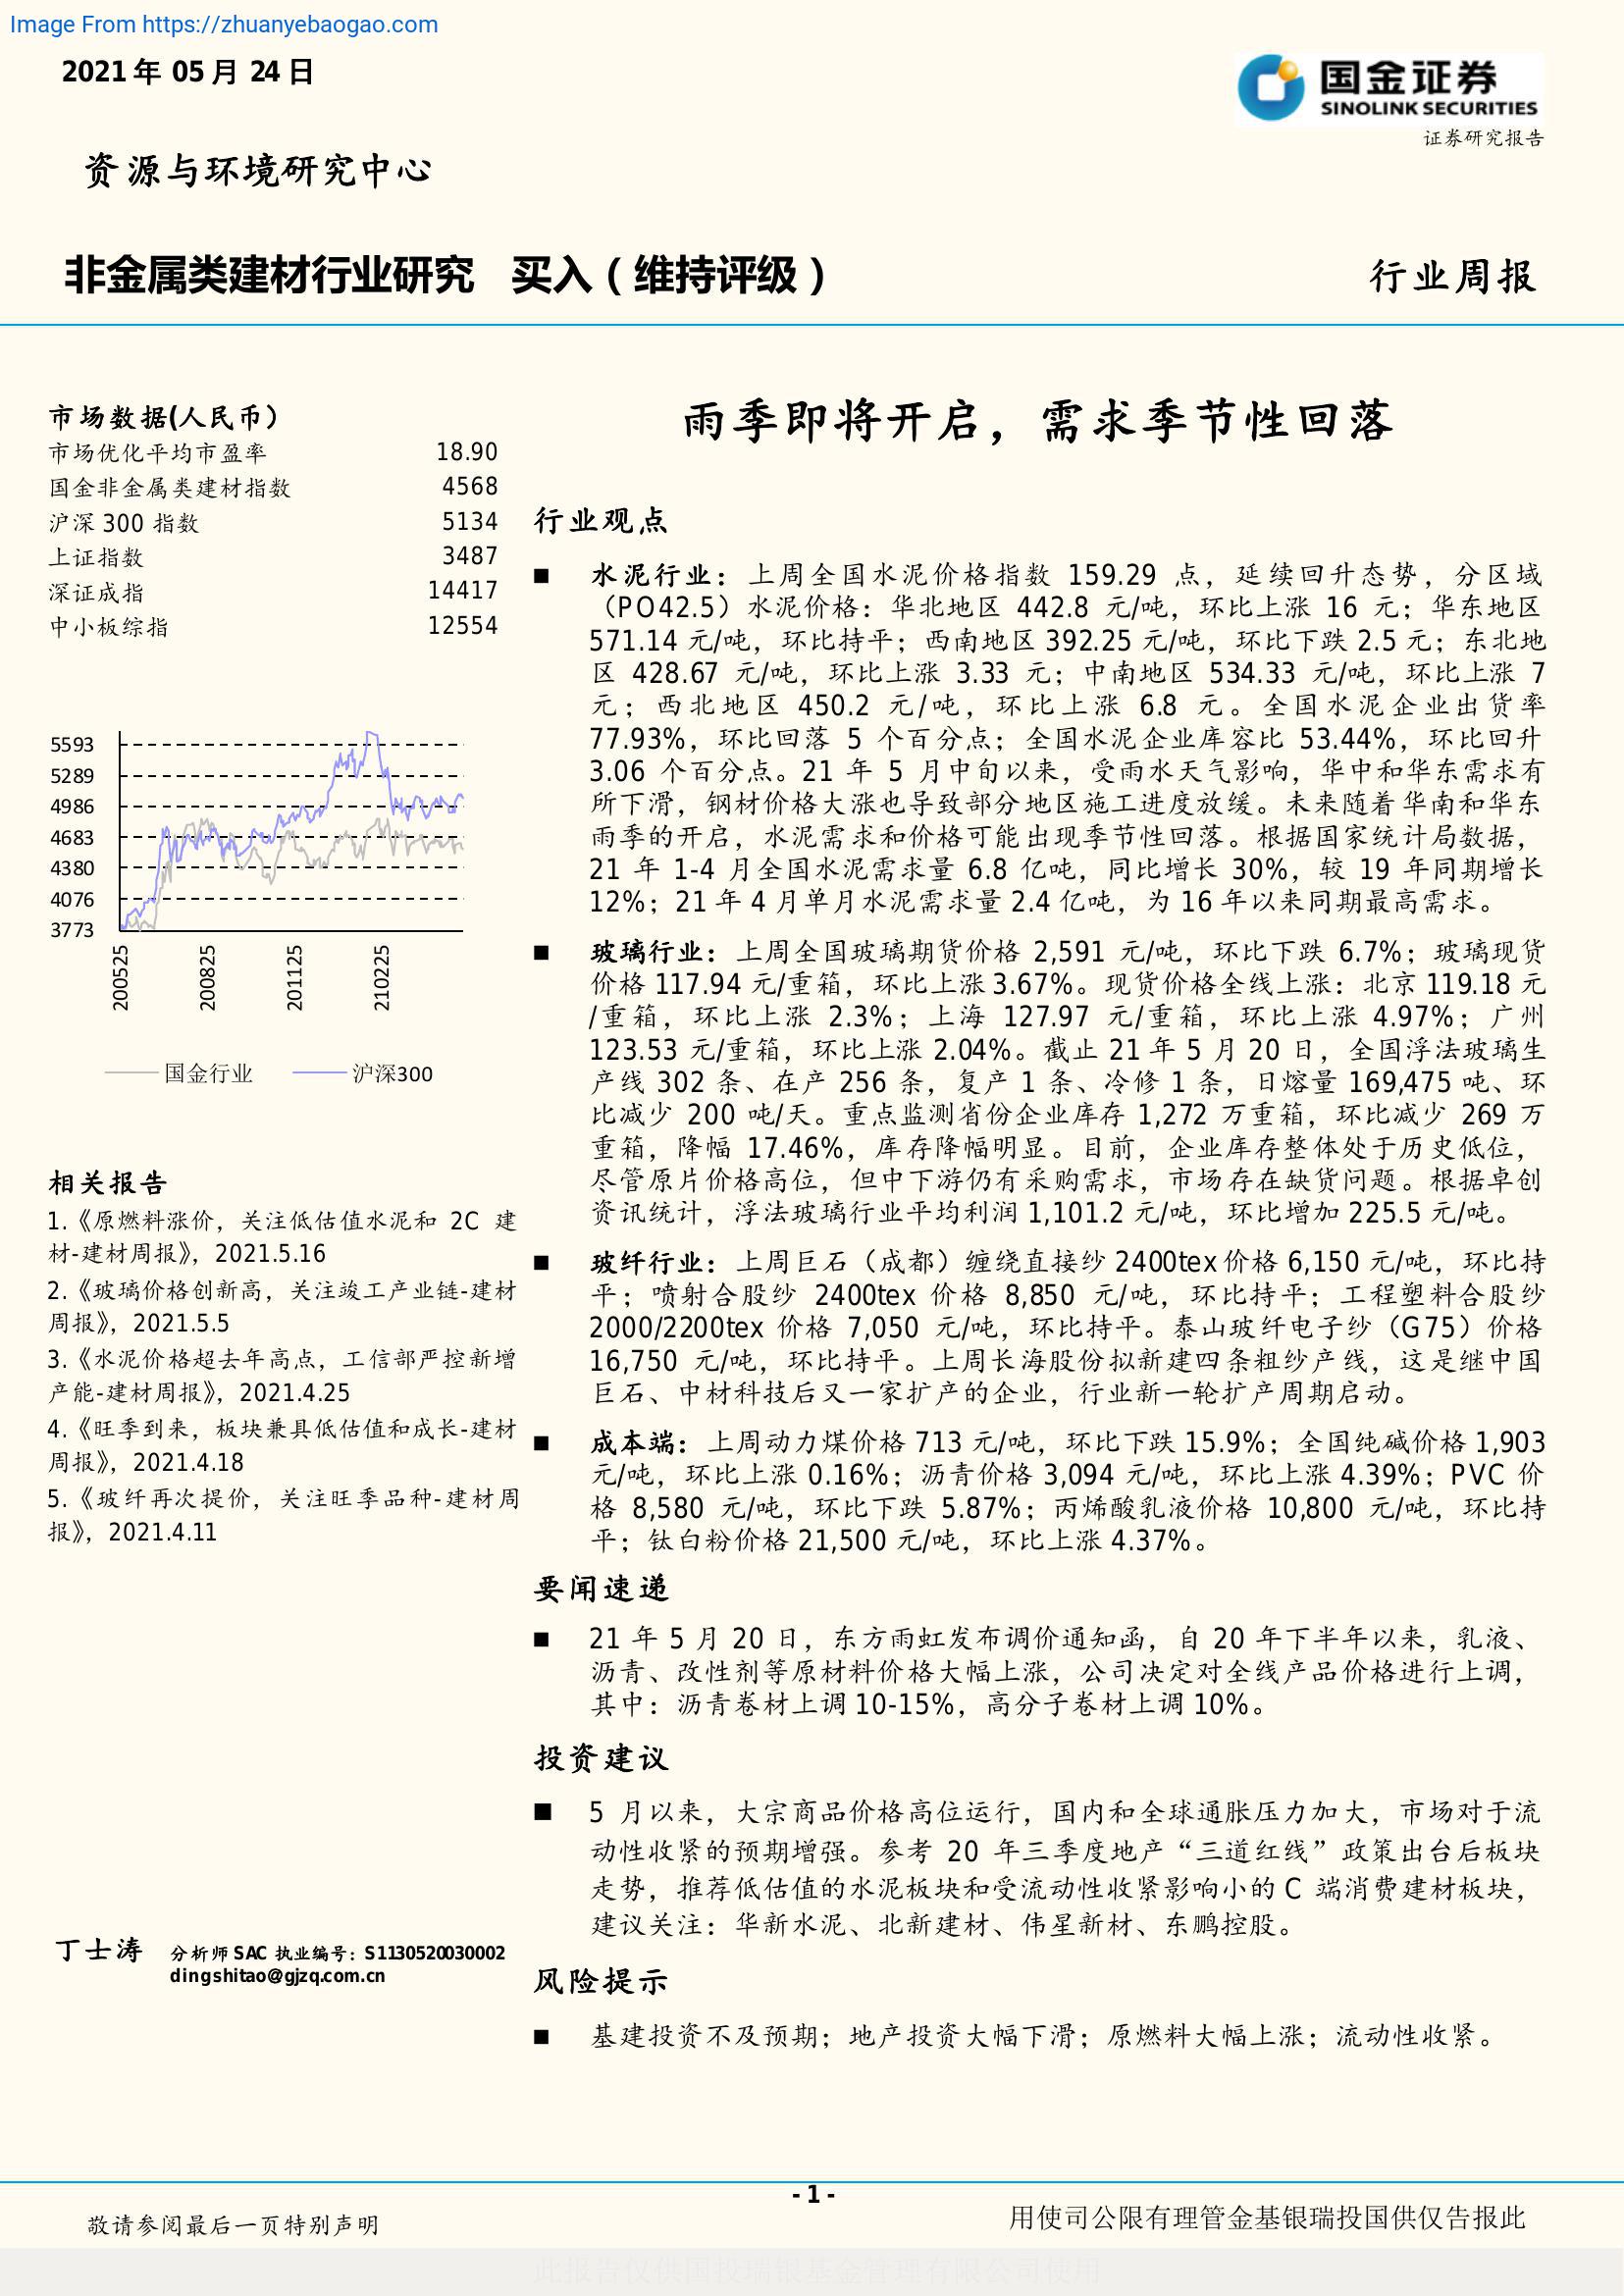 Image From https://zhuanyebaogao.com
2021 年 05 月 24 日
国金证券
SINOLINK SECURITIES
证券研究报告
资源与环境研究中心
非金属类建材行业研究 买入（维持评级）
行业周报
市场数据(人民币）
市场优化平均市盈率 18.90
国金非金属类建材指数 4568
沪深 300 指数 5134
上证指数 3487
深证成指 14417
中小板综指 12554
5593
5289
4986
4683
4380
4076
3773
200525
200825
201125
210225
国金行业 沪深300
相关报告
1.《原燃料涨价，关注低估值水泥和 2C 建
材-建材周报》，2021.5.16
2.《玻璃价格创新高，关注竣工产业链-建材
周报》，2021.5.5
3.《水泥价格超去年高点，工信部严控新增
产能-建材周报》，2021.4.25
4.《旺季到来，板块兼具低估值和成长-建材
周报》，2021.4.18
5.《玻纤再次提价，关注旺季品种-建材周
报》，2021.4.11
丁士涛 分析师 SAC 执业编号：S1130520030002
dingshitao@gjzq.com.cn
雨季即将开启，需求季节性回落
行业观点
■ 水泥行业：上周全国水泥价格指数 159.29 点，延续回升态势，分区域
（PO42.5）水泥价格：华北地区 442.8 元/吨，环比上涨 16 元；华东地区
571.14 元/吨，环比持平；西南地区 392.25 元/吨，环比下跌 2.5 元；东北地
区 428.67 元/吨，环比上涨 3.33 元；中南地区 534.33 元/吨，环比上涨 7
元；西北地区 450.2 元/吨，环比上涨 6.8 元。全国水泥企业出货率
77.93%，环比回落 5 个百分点；全国水泥企业库容比 53.44%，环比回升
3.06 个百分点。21 年 5 月中旬以来，受雨水天气影响，华中和华东需求有
所下滑，钢材价格大涨也导致部分地区施工进度放缓。未来随着华南和华东
雨季的开启，水泥需求和价格可能出现季节性回落。根据国家统计局数据，
21 年 1-4 月全国水泥需求量 6.8 亿吨，同比增长 30%，较 19 年同期增长
12%；21 年 4 月单月水泥需求量 2.4 亿吨，为 16 年以来同期最高需求。
■ 玻璃行业：上周全国玻璃期货价格 2,591 元/吨，环比下跌 6.7%；玻璃现货
价格 117.94 元/重箱，环比上涨 3.67%。现货价格全线上涨：北京 119.18 元
/重箱，环比上涨 2.3%；上海 127.97 元/重箱，环比上涨 4.97%；广州
123.53 元/重箱，环比上涨 2.04%。截止 21 年 5 月 20 日，全国浮法玻璃生
产线 302 条、在产 256 条，复产 1 条、冷修 1 条，日熔量 169,475 吨、环
比减少 200 吨/天。重点监测省份企业库存 1,272 万重箱，环比减少 269 万
重箱，降幅 17.46%，库存降幅明显。目前，企业库存整体处于历史低位，
尽管原片价格高位，但中下游仍有采购需求，市场存在缺货问题。根据卓创
资讯统计，浮法玻璃行业平均利润 1,101.2 元/吨，环比增加 225.5 元/吨。
■ 玻纤行业：上周巨石（成都）缠绕直接纱 2400tex 价格 6,150 元/吨，环比持
平；喷射合股纱 2400tex 价格 8,850 元/吨，环比持平；工程塑料合股纱
2000/2200tex 价格 7,050 元/吨，环比持平。泰山玻纤电子纱（G75）价格
16,750 元/吨，环比持平。上周长海股份拟新建四条粗纱产线，这是继中国
巨石、中材科技后又一家扩产的企业，行业新一轮扩产周期启动。
■ 成本端：上周动力煤价格 713 元/吨，环比下跌 15.9%；全国纯碱价格 1,903
元/吨，环比上涨 0.16%；沥青价格 3,094 元/吨，环比上涨 4.39%；PVC 价
格 8,580 元/吨，环比下跌 5.87%；丙烯酸乳液价格 10,800 元/吨，环比持
平；钛白粉价格 21,500 元/吨，环比上涨 4.37%。
要闻速递
■ 21 年 5 月 20 日，东方雨虹发布调价通知函，自 20 年下半年以来，乳液、
沥青、改性剂等原材料价格大幅上涨，公司决定对全线产品价格进行上调，
其中：沥青卷材上调 10-15%，高分子卷材上调 10%。
投资建议
■ 5 月以来，大宗商品价格高位运行，国内和全球通胀压力加大，市场对于流
动性收紧的预期增强。参考 20 年三季度地产“三道红线”政策出台后板块
走势，推荐低估值的水泥板块和受流动性收紧影响小的 C 端消费建材板块，
建议关注：华新水泥、北新建材、伟星新材、东鹏控股。
风险提示
■ 基建投资不及预期；地产投资大幅下滑；原燃料大幅上涨；流动性收紧。
- 1 -
敬请参阅最后一页特别声明
用使司公限有理管金基银瑞投国供仅告报此
此报告仅供国投瑞银基金管理有限公司使用